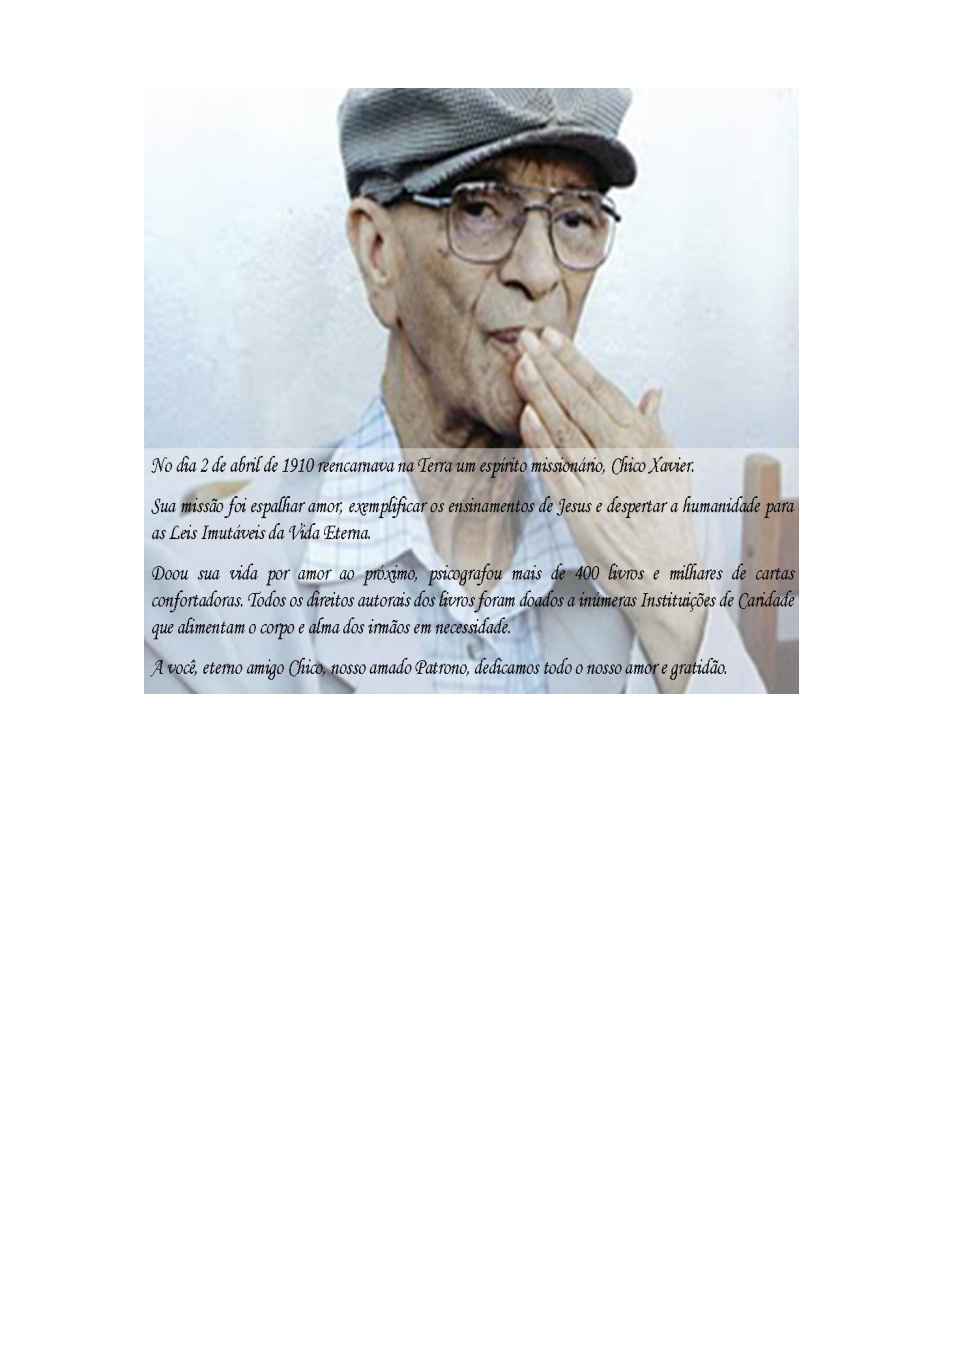 No dia 2 de abril de 1910 reencarnava na Terra um espírito missionário, Chico Xavier.
Sua missão foi espalhar amor, exemplificar os ensinamentos de Jesus e despertar a humanidade para
as Leis Imutáveis da Vida Eterna.
Doou sua vida por amor ao próximo, psicografou mais de 400 livros e milhares de cartas
confortadoras. Todos os direitos autorais dos livros foram doados a inúmeras Instituições de Caridade
que alimentam o corpo e alma dos irmãos em necessidade.
A você, eterno amigo Chico, nosso amado Patrono, dedicamos todo o nosso amor e gratidão.